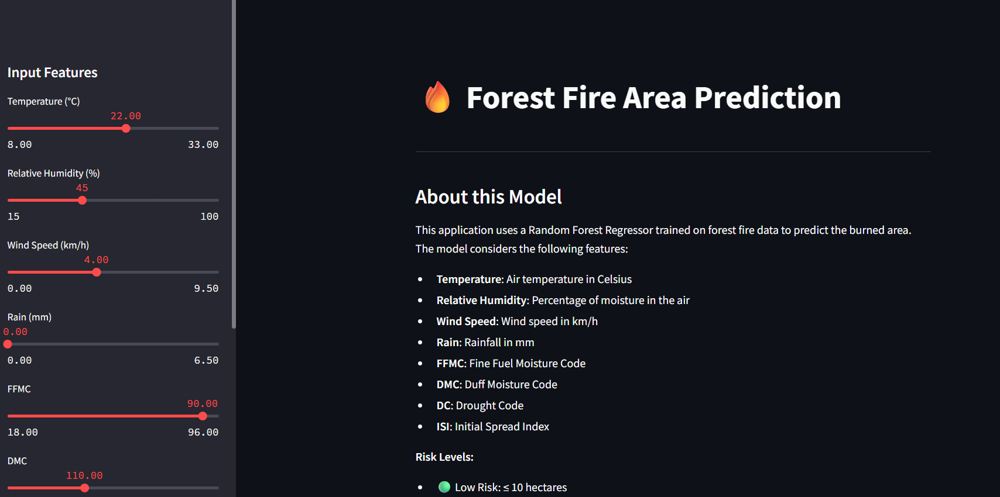 Input Features
Temperature (°C)
22.00
8.00 33.00
Relative Humidity (%)
45
15 100
Wind Speed (km/h)
4.00
0.00 9.50
Rain (mm)
0.00
0.00 6.50
FFMC
90.00
18.00 96.00
DMC
110.00
Forest Fire Area Prediction
About this Model
This application uses a Random Forest Regressor trained on forest fire data to predict the burned area.
The model considers the following features:
Temperature: Air temperature in Celsius
Relative Humidity: Percentage of moisture in the air
Wind Speed: Wind speed in km/h
Rain: Rainfall in mm
FFMC: Fine Fuel Moisture Code
DMC: Duff Moisture Code
DC: Drought Code
ISI: Initial Spread Index
Risk Levels:
Low Risk: ≤ 10 hectares